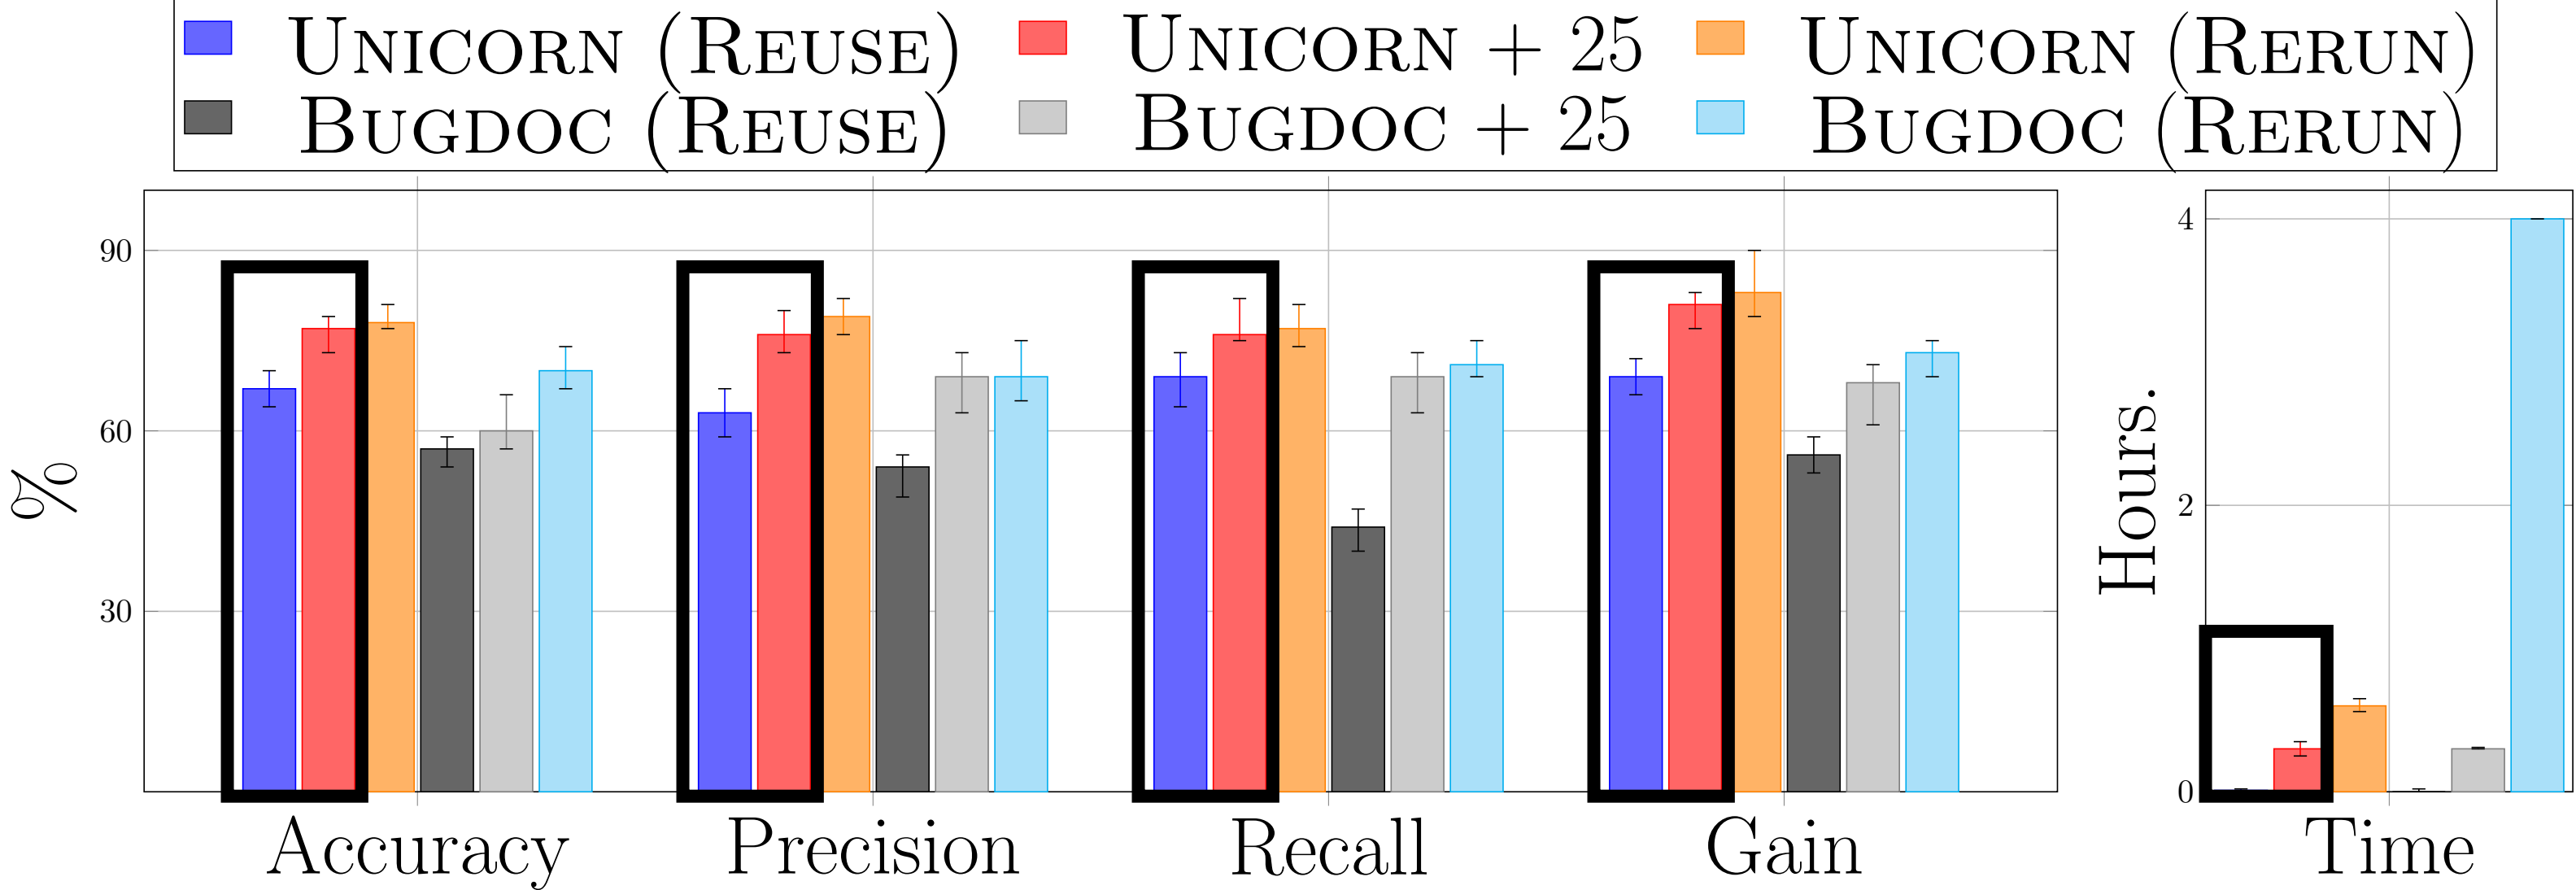 UNICORN (REUSE) UNICORN + 25 UNICORN (RERUN)
BUGDOC (REUSE) BUGDOC + 25 BUGDOC (RERUN)
90
60
30
%
Accuracy Precision Recall Gain
4
2
0
Hours.
Time